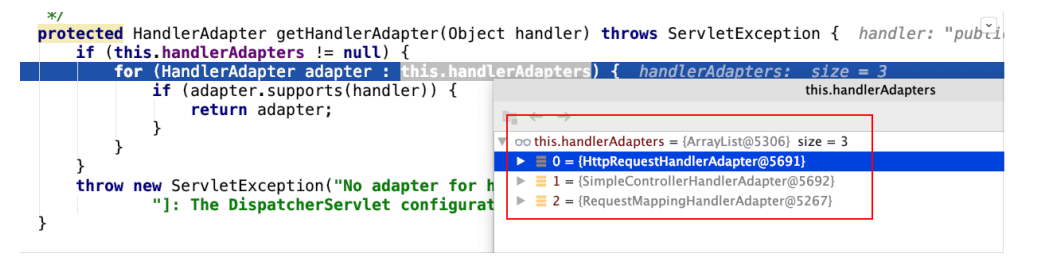 */
protected HandlerAdapter getHandlerAdapter(Object handler) throws ServletException {  handler: "publi
if (this.handlerAdapters != null) {
for (HandlerAdapter adapter : this.handlerAdapters) {  handlerAdapters:  size = 3
if (adapter.supports(handler)) {
this.handlerAdapters
return adapter;
}
}
}
this.handlerAdapters = {ArrayList@5306}  size = 3
0 = {HttpRequestHandlerAdapter@5691}
1 = {SimpleControllerHandlerAdapter@5692}
2 = {RequestMappingHandlerAdapter@5267}
throw new ServletException("No adapter for h
"]: The DispatcherServlet configurat
}